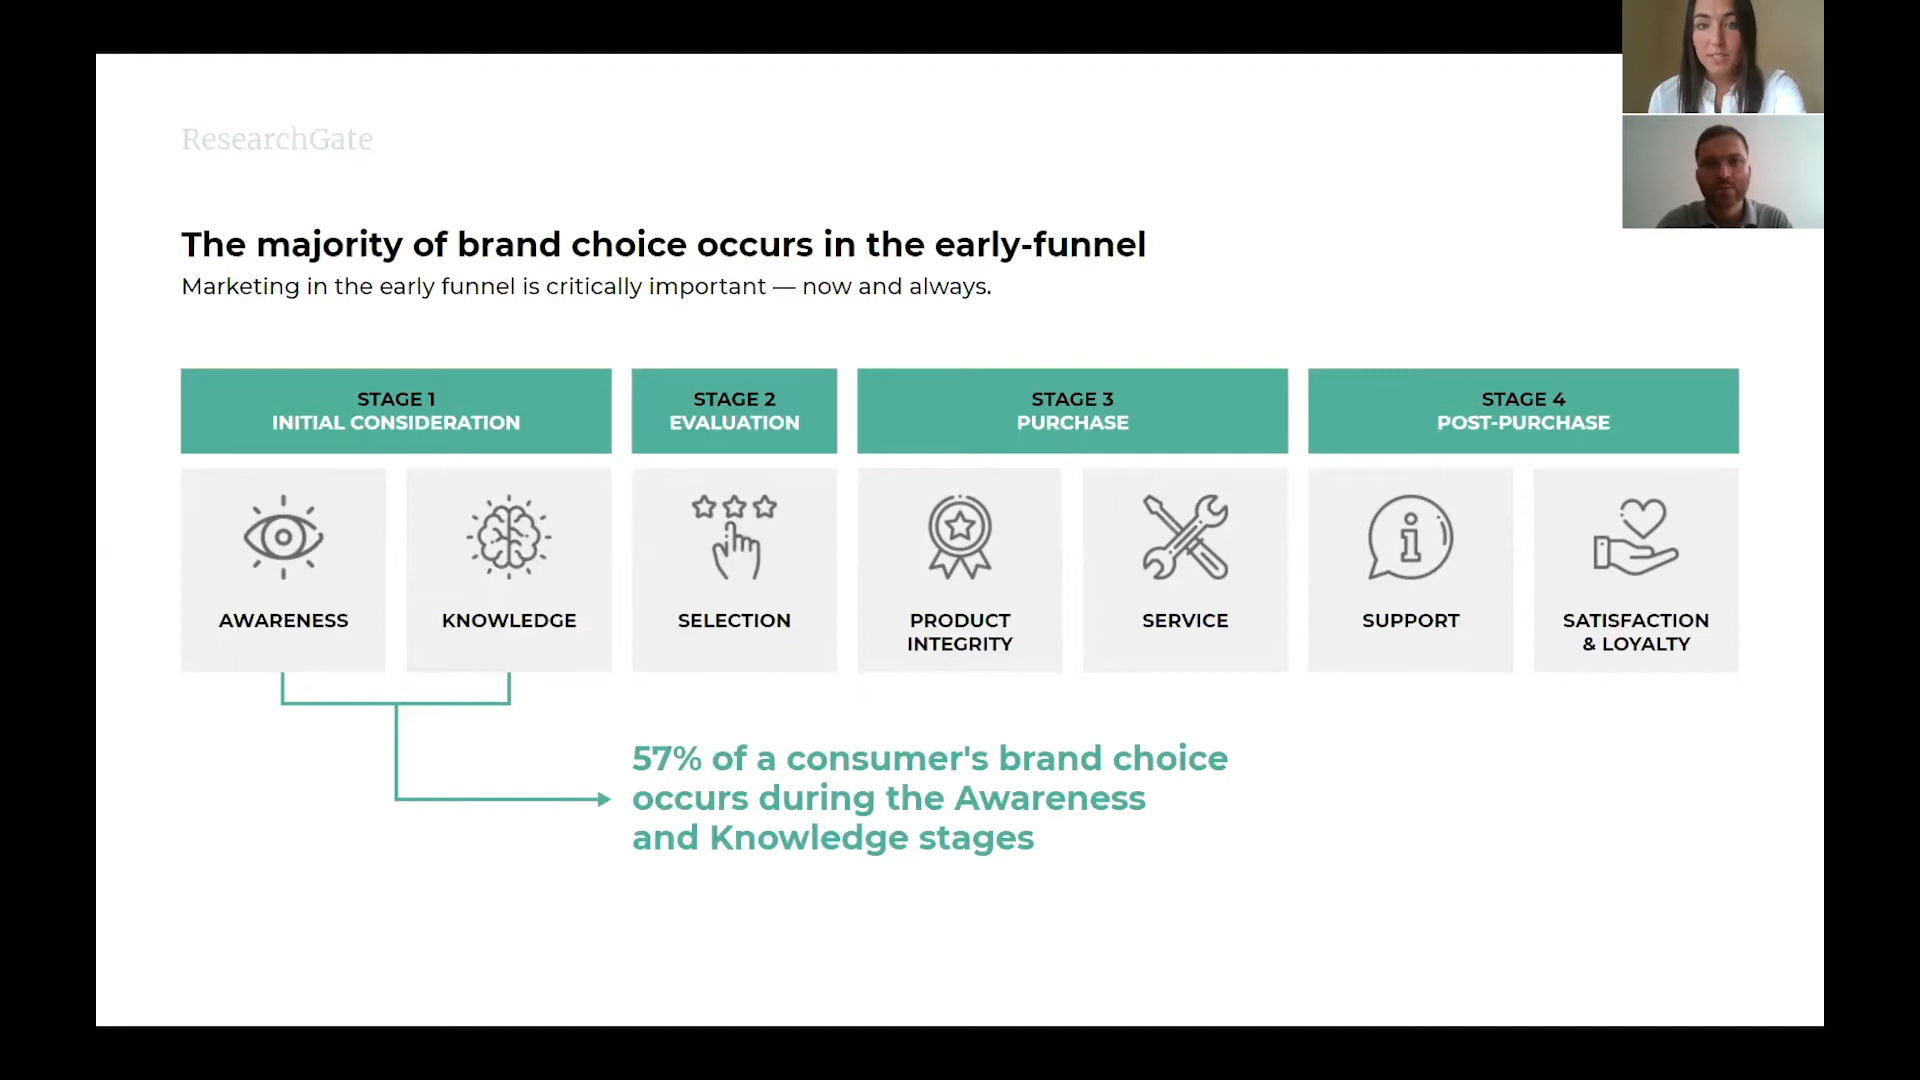 ResearchGate
The majority of brand choice occurs in the early-funnel
Marketing in the early funnel is critically important — now and always.
STAGE 1
INITIAL CONSIDERATION
STAGE 2
EVALUATION
STAGE 3
PURCHASE
STAGE 4
POST-PURCHASE
AWARENESS
KNOWLEDGE
SELECTION
PRODUCT
INTEGRITY
SERVICE
SUPPORT
SATISFACTION
& LOYALTY
57% of a consumer's brand choice
occurs during the Awareness
and Knowledge stages